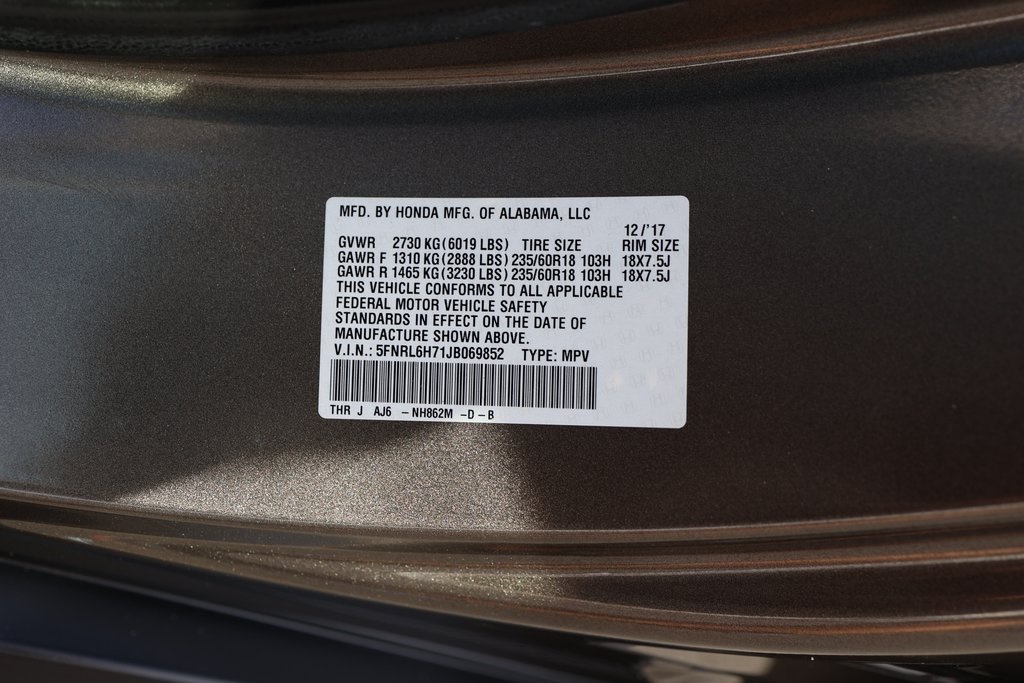 MFD. BY HONDA MFG. OF ALABAMA, LLC
12/'17
GVWR 2730 KG (6019 LBS) TIRE SIZE RIM SIZE
GAWR F 1310 KG (2888 LBS) 235/60R18 103H 18X7.5J
GAWR R 1465 KG (3230 LBS) 235/60R18 103H 18X7.5J
THIS VEHICLE CONFORMS TO ALL APPLICABLE
FEDERAL MOTOR VEHICLE SAFETY
STANDARDS IN EFFECT ON THE DATE OF
MANUFACTURE SHOWN ABOVE.
V.I.N.: 5FNRL6H71JB069852 TYPE: MPV
THR J AJ6 -NH862M -D-B